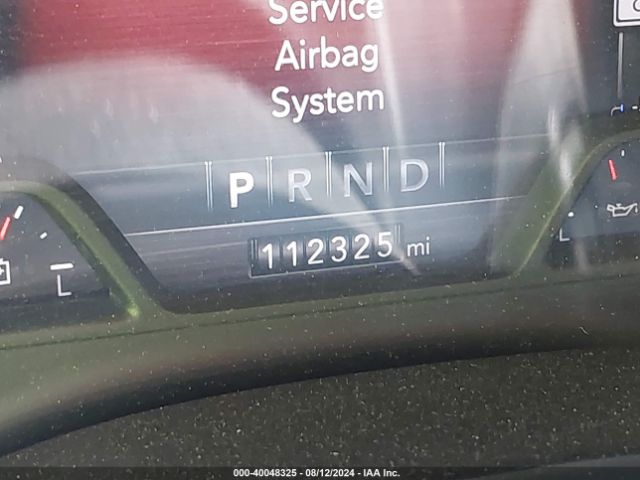 Service
Airbag
System
P R N D
112325 mi
L
L
000-40048325 - 08/12/2024 - IAA Inc.